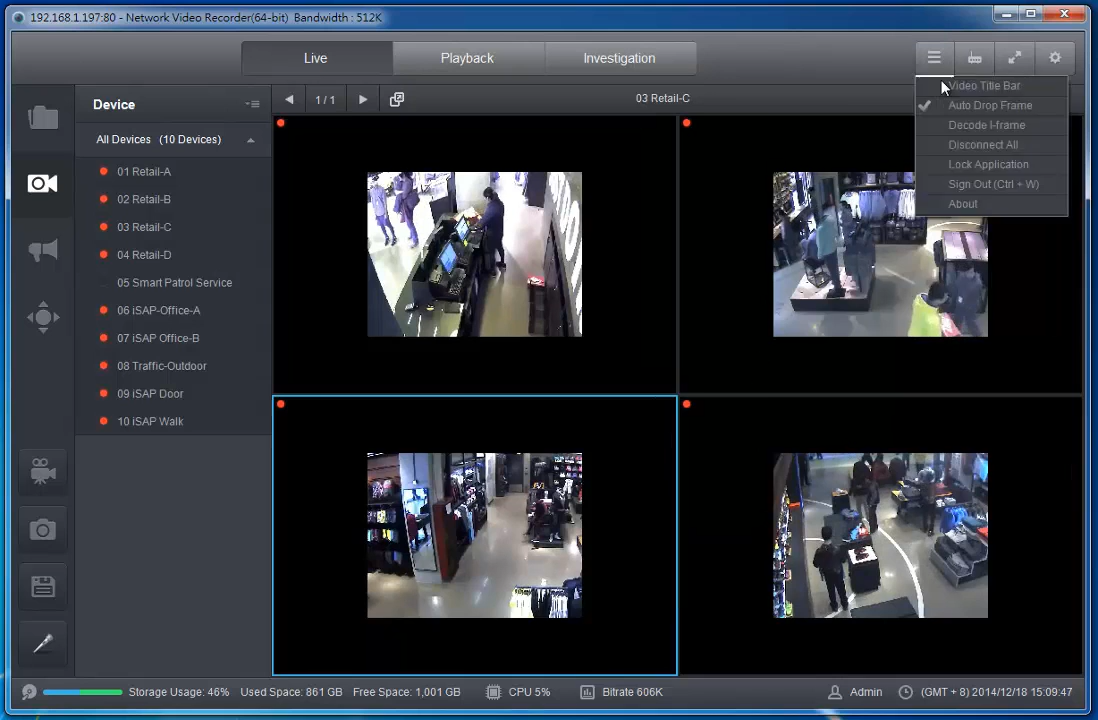 192.168.1.197:80 - Network Video Recorder(64-bit) Bandwidth : 512K
Live
Playback
Investigation
Device
1 / 1
03 Retail-C
Video Title Bar
Auto Drop Frame
Decode I-frame
Disconnect All
Lock Application
Sign Out (Ctrl + W)
About
All Devices (10 Devices)
01 Retail-A
02 Retail-B
03 Retail-C
04 Retail-D
05 Smart Patrol Service
06 iSAP-Office-A
07 iSAP Office-B
08 Traffic-Outdoor
09 iSAP Door
10 iSAP Walk
Storage Usage: 46% Used Space: 861 GB Free Space: 1,001 GB CPU 5% Bitrate 606K Admin (GMT + 8) 2014/12/18 15:09:47